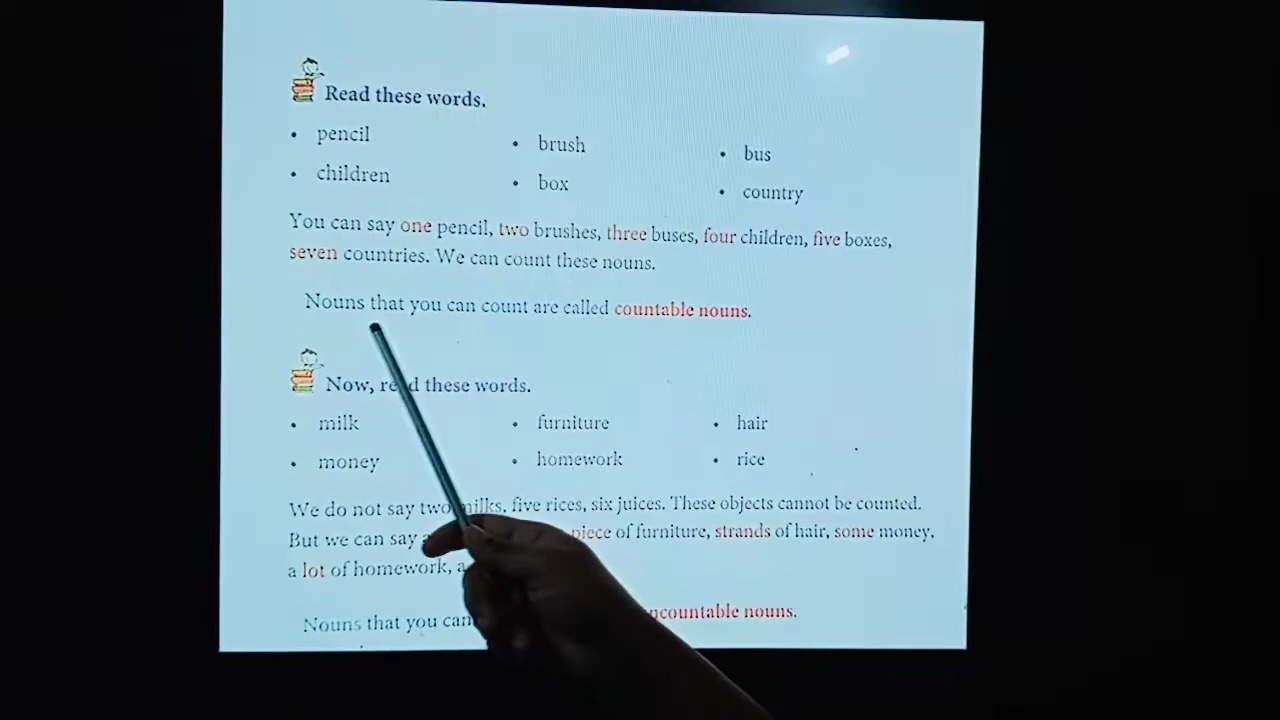 Read these words.
• pencil • brush • bus
• children • box • country
You can say one pencil, two brushes, three buses, four children, five boxes,
seven countries. We can count these nouns.
Nouns that you can count are called countable nouns.
Now, read these words.
• milk • furniture • hair
• money • homework • rice
We do not say two milks, five rices, six juices. These objects cannot be counted.
But we can say piece of furniture, strands of hair, some money,
a lot of homework,
Nouns that you can uncountable nouns.